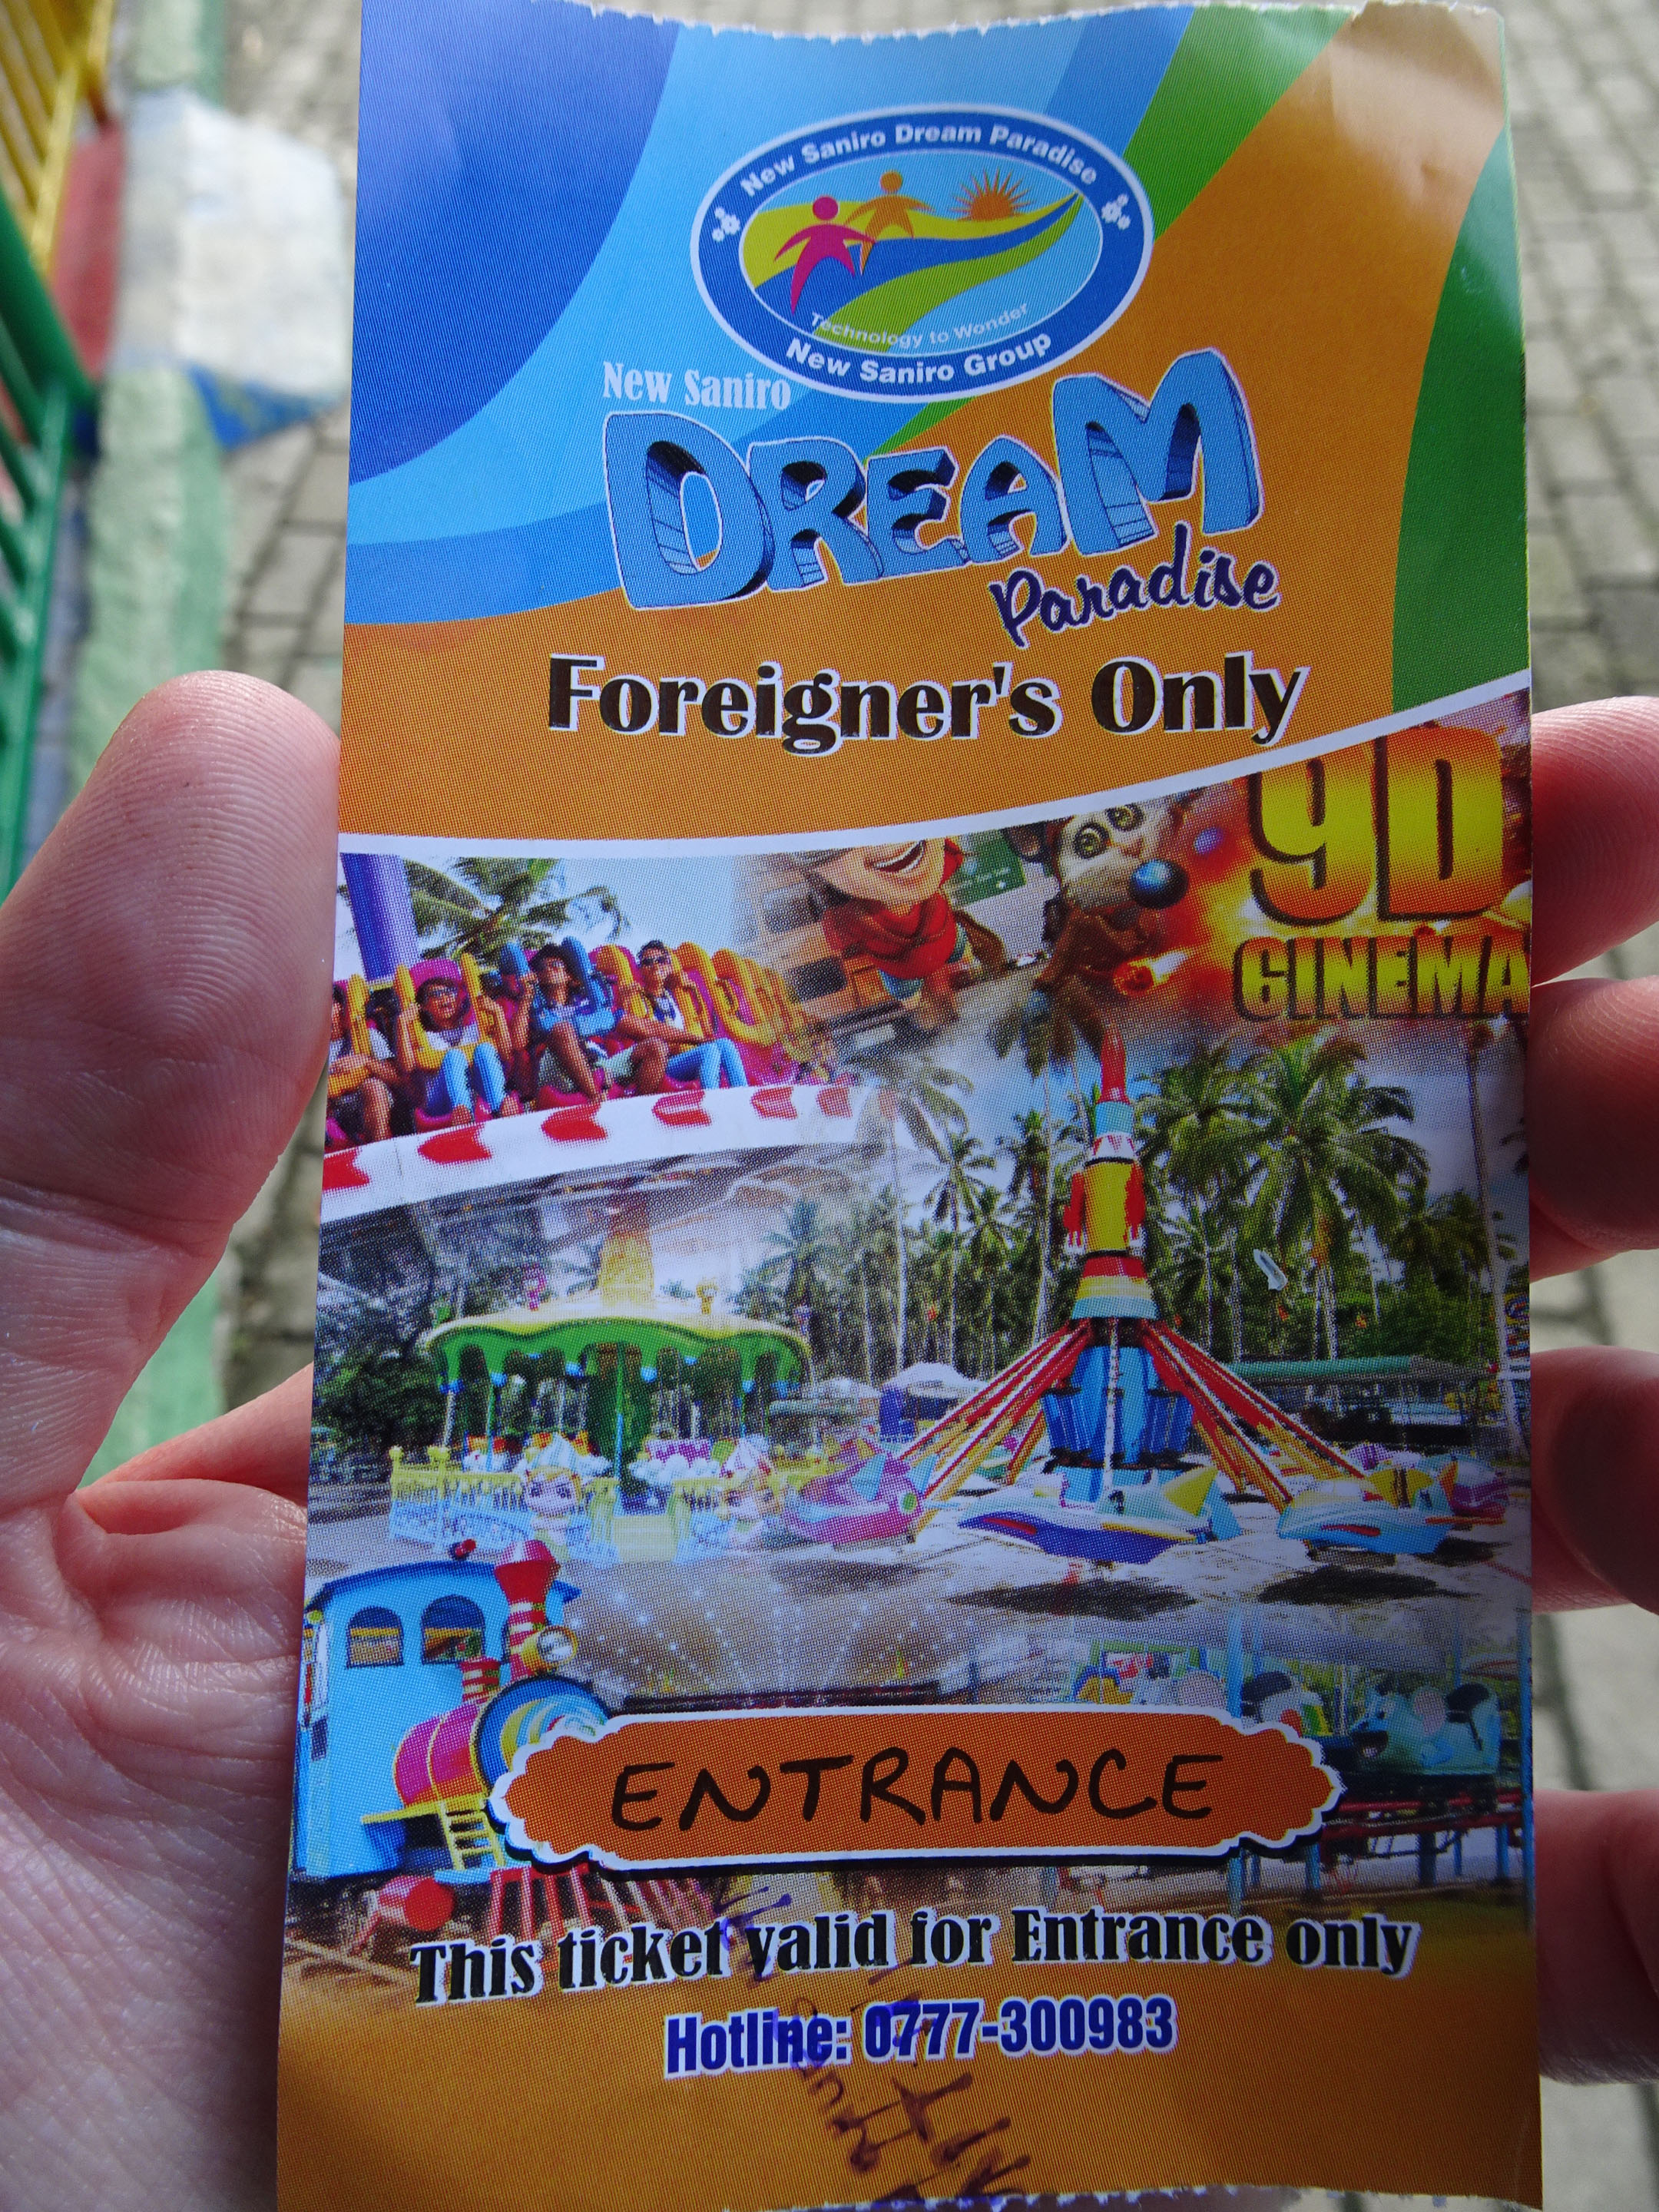 New Saniro Dream Paradise
Technology to Wonder
New Saniro Group
New Saniro
DREAM
Paradise
Foreigner's Only
9D
CINEMA
ENTRANCE
This ticket valid for Entrance only
Hotline: 0777-300983